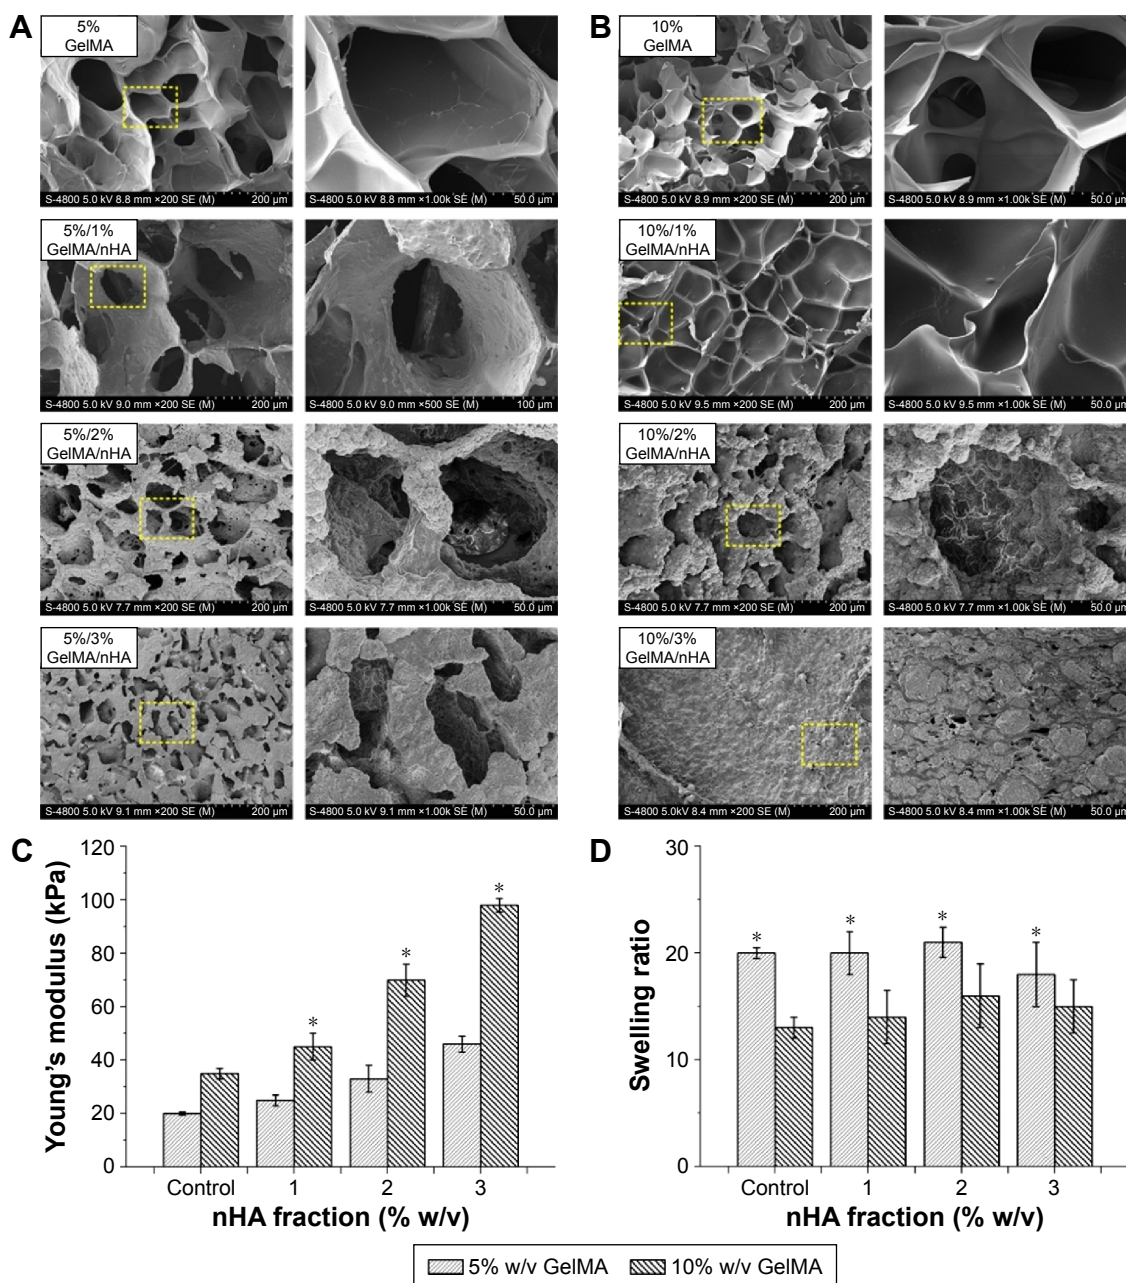 A
5%
GelMA
S-4800 5.0 kV 8.8 mm ×200 SE (M) 200 µm
S-4800 5.0 kV 8.8 mm ×1.00k SE (M) 50.0 µm
5%/1%
GelMA/nHA
S-4800 5.0 kV 9.0 mm ×200 SE (M) 200 µm
S-4800 5.0 kV 9.0 mm ×500 SE (M) 100 µm
5%/2%
GelMA/nHA
S-4800 5.0 kV 7.7 mm ×200 SE (M) 200 µm
S-4800 5.0 kV 7.7 mm ×1.00k SE (M) 50.0 µm
5%/3%
GelMA/nHA
S-4800 5.0 kV 9.1 mm ×200 SE (M) 200 µm
S-4800 5.0 kV 9.1 mm ×1.00k SE (M) 50.0 µm
B
10%
GelMA
S-4800 5.0 kV 8.9 mm ×200 SE (M) 200 µm
S-4800 5.0 kV 8.9 mm ×1.00k SE (M) 50.0 µm
10%/1%
GelMA/nHA
S-4800 5.0 kV 9.5 mm ×200 SE (M) 200 µm
S-4800 5.0 kV 9.5 mm ×1.00k SE (M) 50.0 µm
10%/2%
GelMA/nHA
S-4800 5.0 kV 7.7 mm ×200 SE (M) 200 µm
S-4800 5.0 kV 7.7 mm ×1.00k SE (M) 50.0 µm
10%/3%
GelMA/nHA
S-4800 5.0kV 8.4 mm ×200 SE (M) 200 µm
S-4800 5.0 kV 8.4 mm ×1.00k SE (M) 50.0 µm
C
Young's modulus (kPa)
120
100
80
60
40
20
0
*
*
*
Control 1 2 3
nHA fraction (% w/v)
D
Swelling ratio
30
20
10
0
*
*
*
*
Control 1 2 3
nHA fraction (% w/v)
5% w/v GelMA 10% w/v GelMA